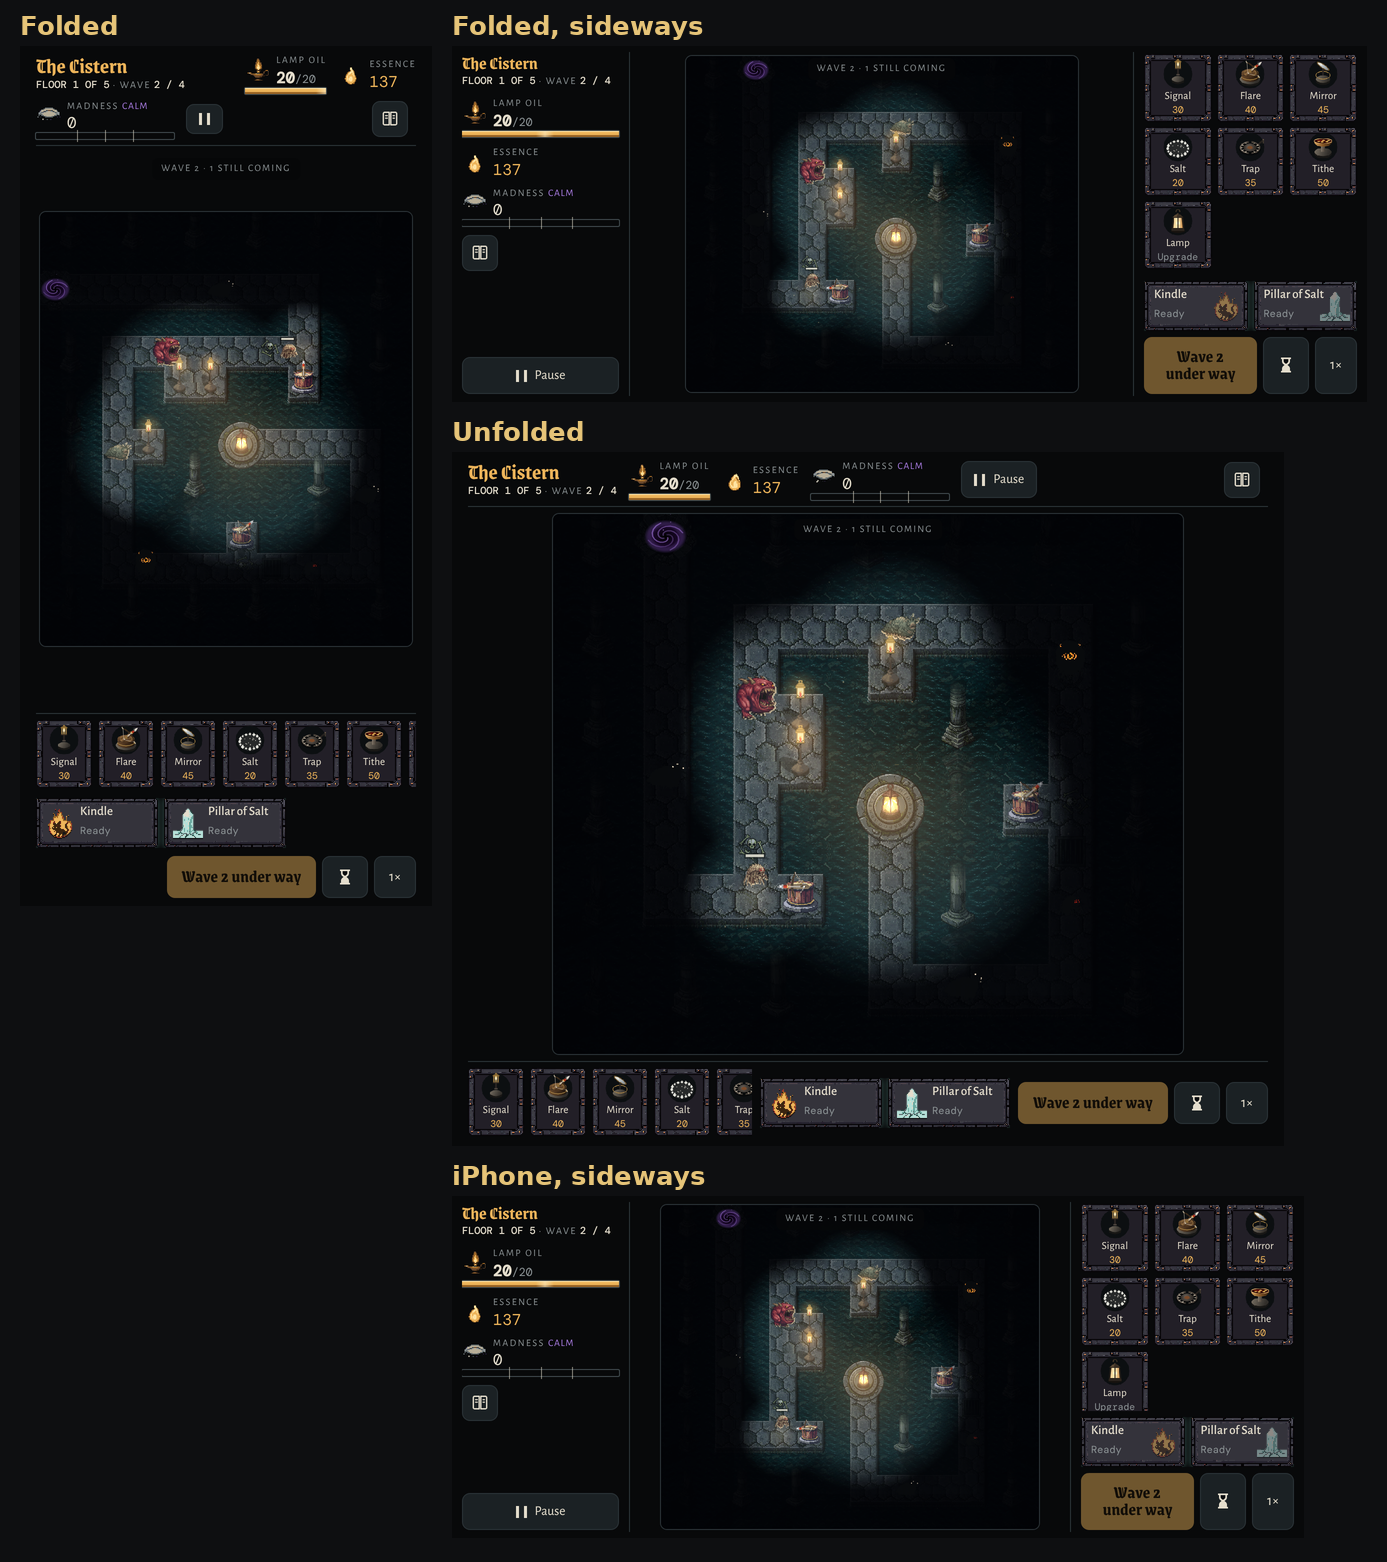 Folded
The Cistern
FLOOR 1 OF 5 · WAVE 2 / 4
LAMP OIL
20/20
ESSENCE
137
MADNESS CALM
0
WAVE 2 · 1 STILL COMING
Signal
30
Flare
40
Mirror
45
Salt
20
Trap
35
Tithe
50
Kindle
Ready
Pillar of Salt
Ready
Wave 2 under way
1×
Folded, sideways
The Cistern
FLOOR 1 OF 5 · WAVE 2 / 4
LAMP OIL
20/20
ESSENCE
137
MADNESS CALM
0
Pause
WAVE 2 · 1 STILL COMING
Signal
30
Flare
40
Mirror
45
Salt
20
Trap
35
Tithe
50
Lamp
Upgrade
Kindle
Ready
Pillar of Salt
Ready
Wave 2
under way
1×
Unfolded
The Cistern
FLOOR 1 OF 5 · WAVE 2 / 4
LAMP OIL
20/20
ESSENCE
137
MADNESS CALM
0
Pause
WAVE 2 · 1 STILL COMING
Signal
30
Flare
40
Mirror
45
Salt
20
Trap
35
Kindle
Ready
Pillar of Salt
Ready
Wave 2 under way
1×
iPhone, sideways
The Cistern
FLOOR 1 OF 5 · WAVE 2 / 4
LAMP OIL
20/20
ESSENCE
137
MADNESS CALM
0
Pause
WAVE 2 · 1 STILL COMING
Signal
30
Flare
40
Mirror
45
Salt
20
Trap
35
Tithe
50
Lamp
Upgrade
Kindle
Ready
Pillar of Salt
Ready
Wave 2
under way
1×